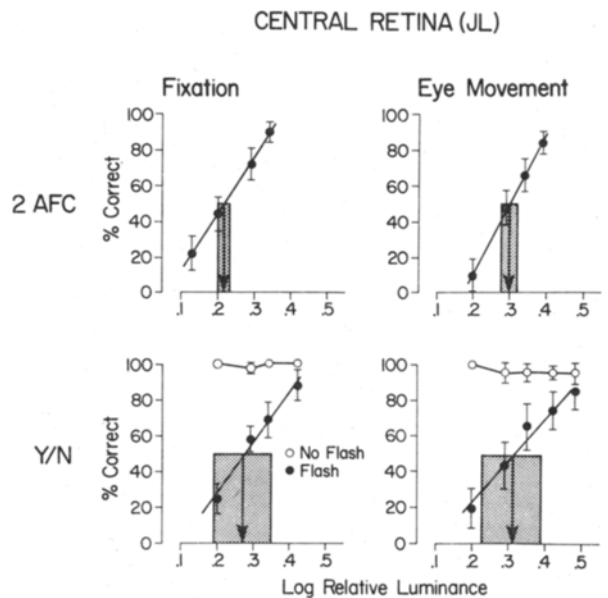 CENTRAL RETINA (JL)
Fixation
Eye Movement
2 AFC
% Correct
100
80
60
40
20
0
.1 .2 .3 .4 .5
100
80
60
40
20
0
.1 .2 .3 .4 .5
Y/N
% Correct
100
80
60
40
20
0
.1 .2 .3 .4 .5
○ No Flash
● Flash
% Correct
100
80
60
40
20
0
.1 .2 .3 .4 .5
Log Relative Luminance